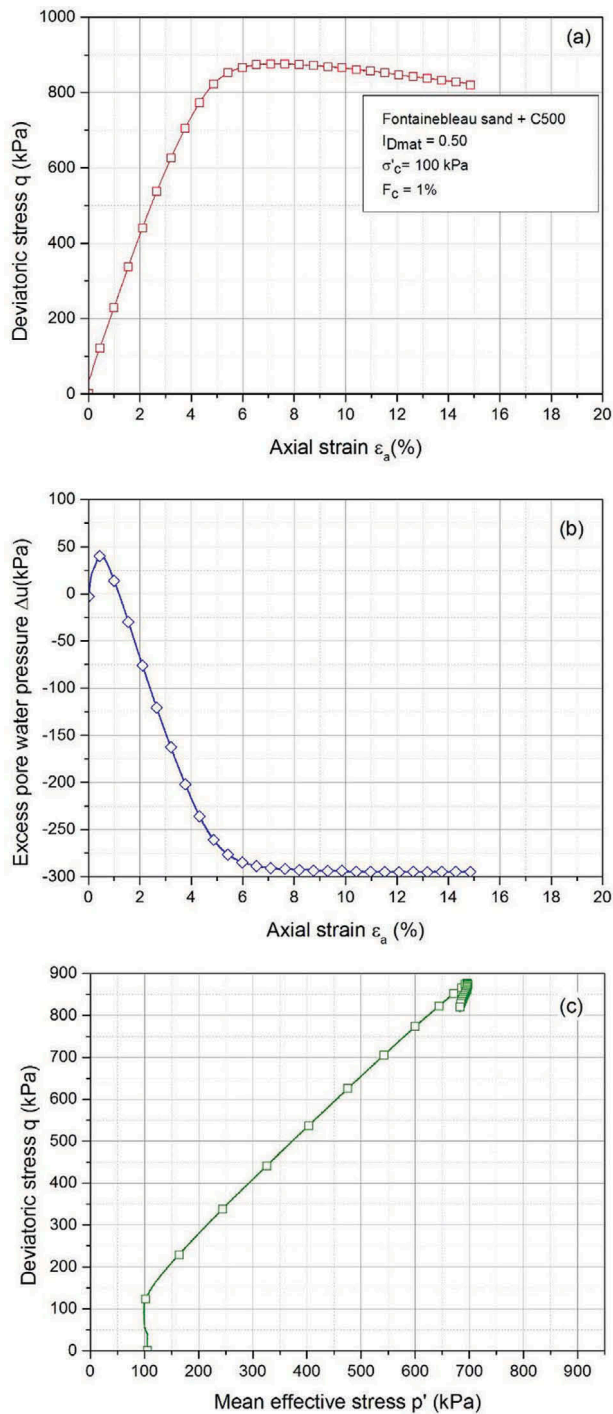 1000
800
600
400
200
0
Deviatoric stress q (kPa)
(a)
Fontainebleau sand + C500
I_Dmat = 0.50
σ'_c= 100 kPa
F_c = 1%
0 2 4 6 8 10 12 14 16 18 20
Axial strain ε_a(%)
100
50
0
-50
-100
-150
-200
-250
-300
Excess pore water pressure Δu(kPa)
(b)
0 2 4 6 8 10 12 14 16 18 20
Axial strain ε_a (%)
900
800
700
600
500
400
300
200
100
0
Deviatoric stress q (kPa)
(c)
0 100 200 300 400 500 600 700 800 900
Mean effective stress p' (kPa)